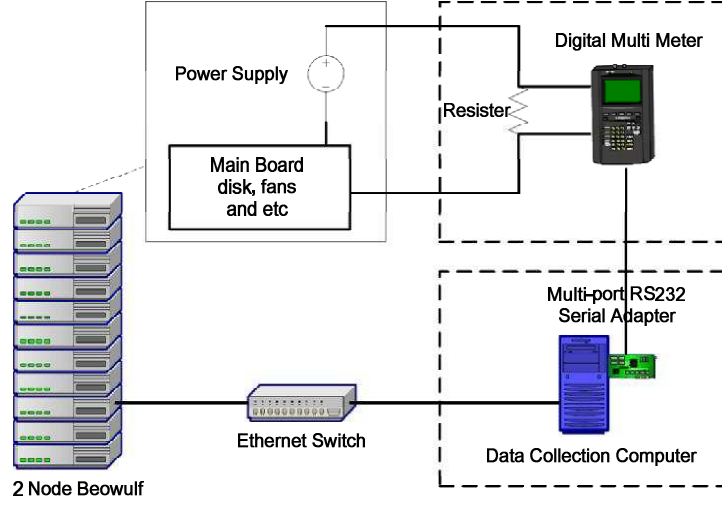 Power Supply
Digital Multi Meter
Resister
Main Board
disk, fans
and etc
Multi-port RS232
Serial Adapter
Ethernet Switch
Data Collection Computer
2 Node Beowulf